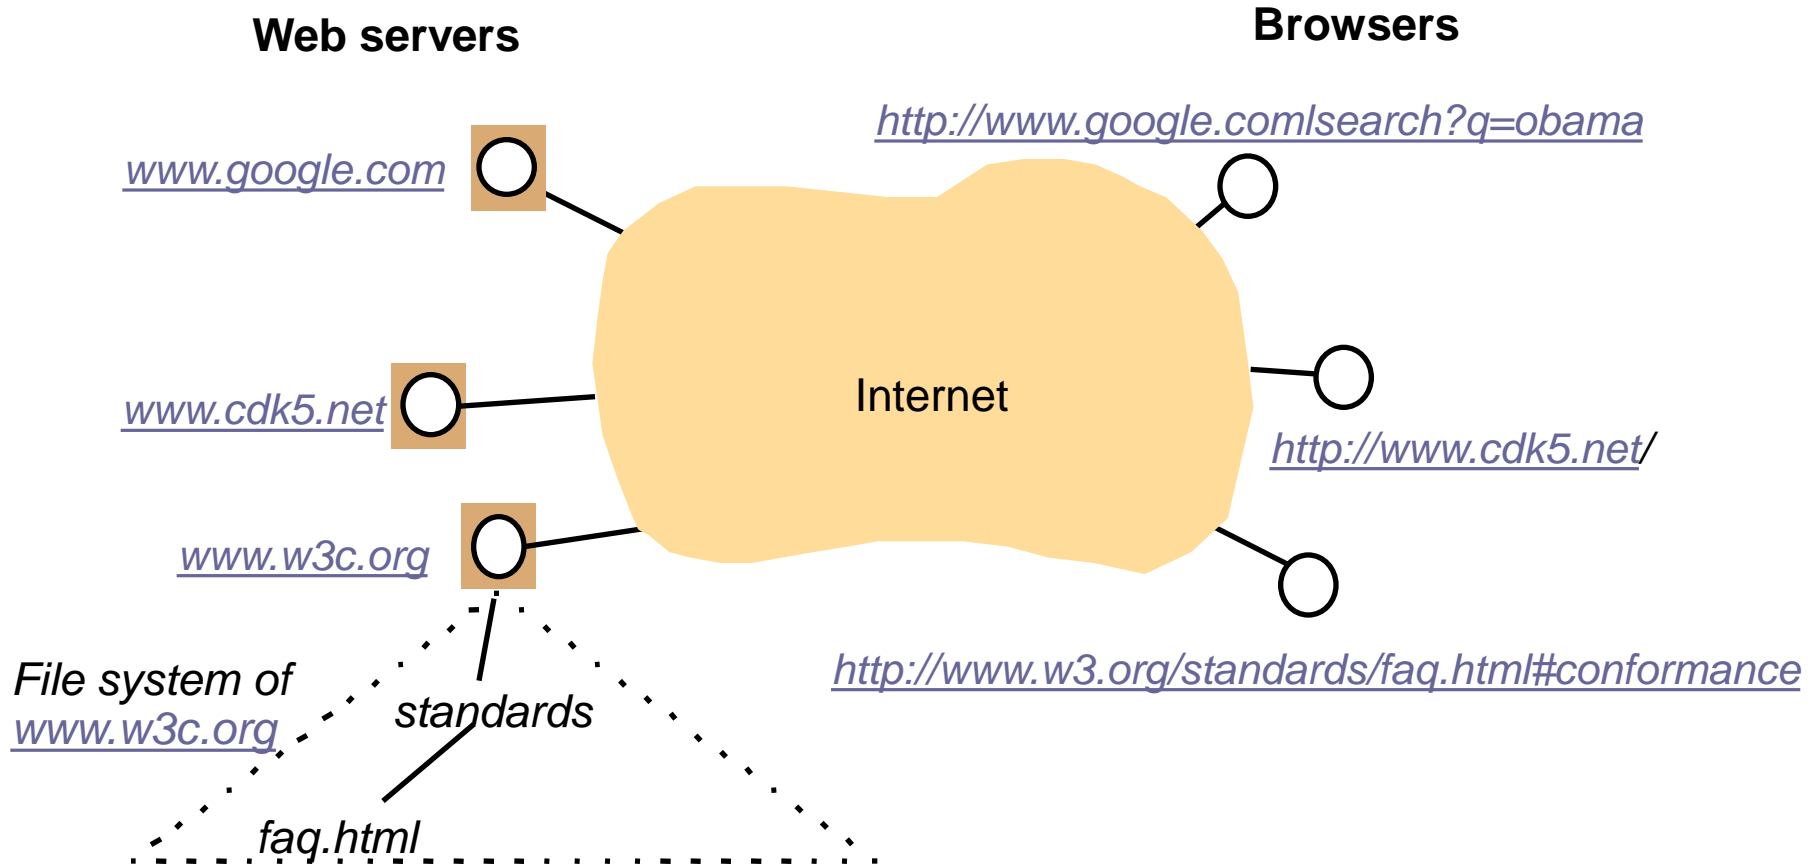 Web servers
Browsers
http://www.google.comlsearch?q=obama
www.google.com
Internet
www.cdk5.net
http://www.cdk5.net/
www.w3c.org
File system of
www.w3c.org
standards
http://www.w3.org/standards/faq.html#conformance
faq.html